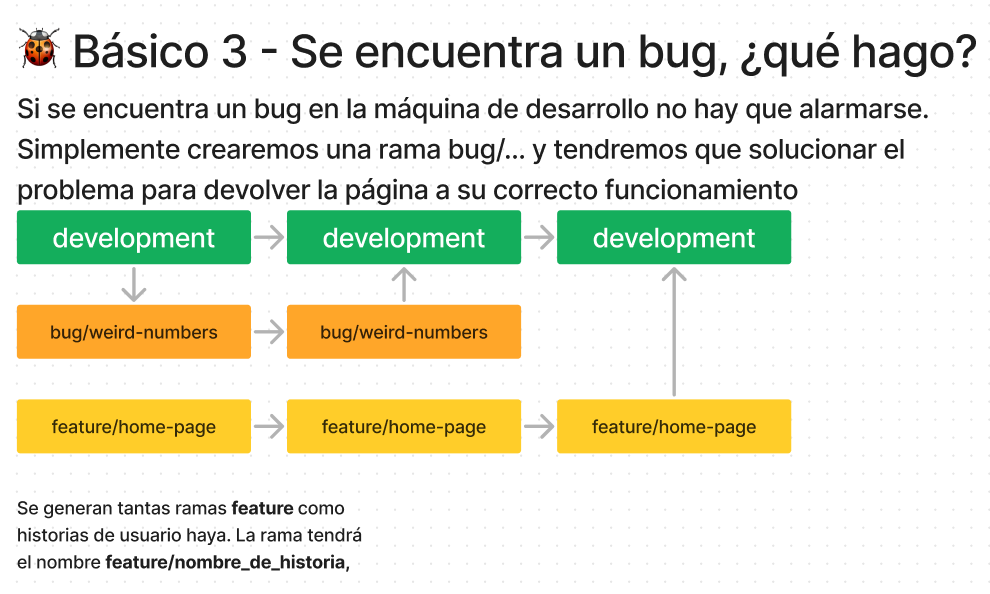 Básico 3 - Se encuentra un bug, ¿qué hago?
Si se encuentra un bug en la máquina de desarrollo no hay que alarmarse.
Simplemente crearemos una rama bug/... y tendremos que solucionar el
problema para devolver la página a su correcto funcionamiento
development
development
development
bug/weird-numbers
bug/weird-numbers
feature/home-page
feature/home-page
feature/home-page
Se generan tantas ramas feature como
historias de usuario haya. La rama tendrá
el nombre feature/nombre_de_historia,